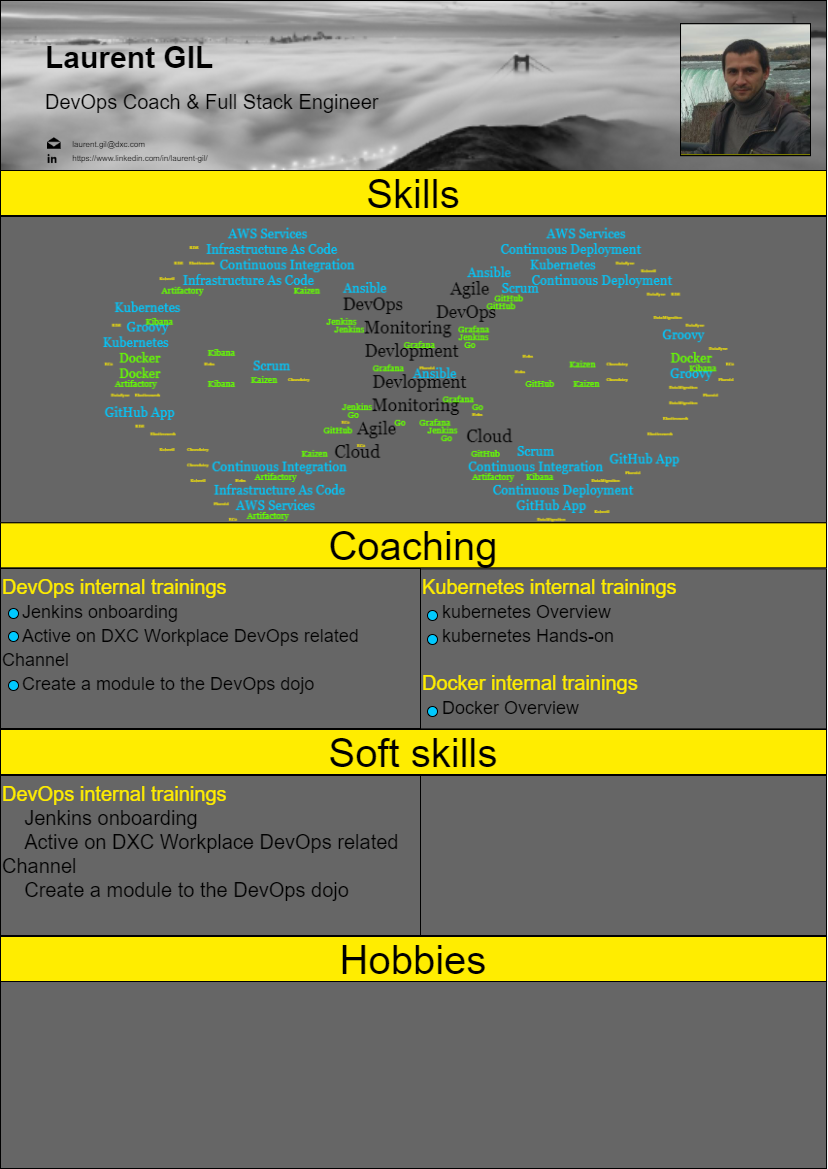 Laurent GIL
DevOps Coach & Full Stack Engineer
laurent.gil@dxc.com
https://www.linkedin.com/in/laurent-gil/
Skills
AWS Services AWS Services
Infrastructure As Code Continuous Deployment
Continuous Integration Kubernetes
Infrastructure As Code Ansible Continuous Deployment
Artifactory Kaizen Ansible Agile Scrum
Kubernetes DevOps GitHub
GitHub
DevOps
Kibana Jenkins
Groovy Jenkins Monitoring Grafana Groovy
Kubernetes Grafana Jenkins
Go
Kibana Devlopment
Docker Docker
Scrum Grafana Kaizen Kibana
Docker Ansible Groovy
Artifactory Kibana Kaizen Devlopment GitHub Kaizen
Grafana
GitHub App Jenkins Monitoring Go
Go
Go Grafana
GitHub Agile Jenkins Cloud
Go
Kaizen Cloud GitHub Scrum GitHub App
Continuous Integration Continuous Integration
Artifactory Artifactory Kibana
Infrastructure As Code Continuous Deployment
AWS Services GitHub App
Artifactory
Coaching
DevOps internal trainings
Jenkins onboarding
Active on DXC Workplace DevOps related
Channel
Create a module to the DevOps dojo
Kubernetes internal trainings
kubernetes Overview
kubernetes Hands-on
Docker internal trainings
Docker Overview
Soft skills
DevOps internal trainings
Jenkins onboarding
Active on DXC Workplace DevOps related
Channel
Create a module to the DevOps dojo
Hobbies